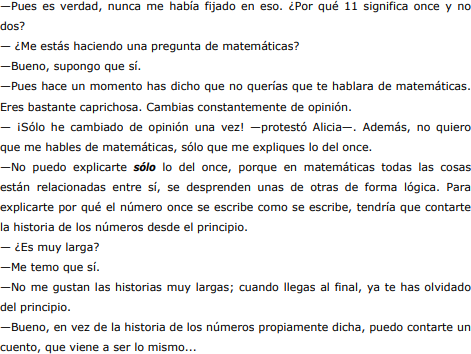 —Pues es verdad, nunca me había fijado en eso. ¿Por qué 11 significa once y no
dos?
— ¿Me estás haciendo una pregunta de matemáticas?
—Bueno, supongo que sí.
—Pues hace un momento has dicho que no querías que te hablara de matemáticas.
Eres bastante caprichosa. Cambias constantemente de opinión.
— ¡Sólo he cambiado de opinión una vez! —protestó Alicia—. Además, no quiero
que me hables de matemáticas, sólo que me expliques lo del once.
—No puedo explicarte sólo lo del once, porque en matemáticas todas las cosas
están relacionadas entre sí, se desprenden unas de otras de forma lógica. Para
explicarte por qué el número once se escribe como se escribe, tendría que contarte
la historia de los números desde el principio.
— ¿Es muy larga?
—Me temo que sí.
—No me gustan las historias muy largas; cuando llegas al final, ya te has olvidado
del principio.
—Bueno, en vez de la historia de los números propiamente dicha, puedo contarte un
cuento, que viene a ser lo mismo...